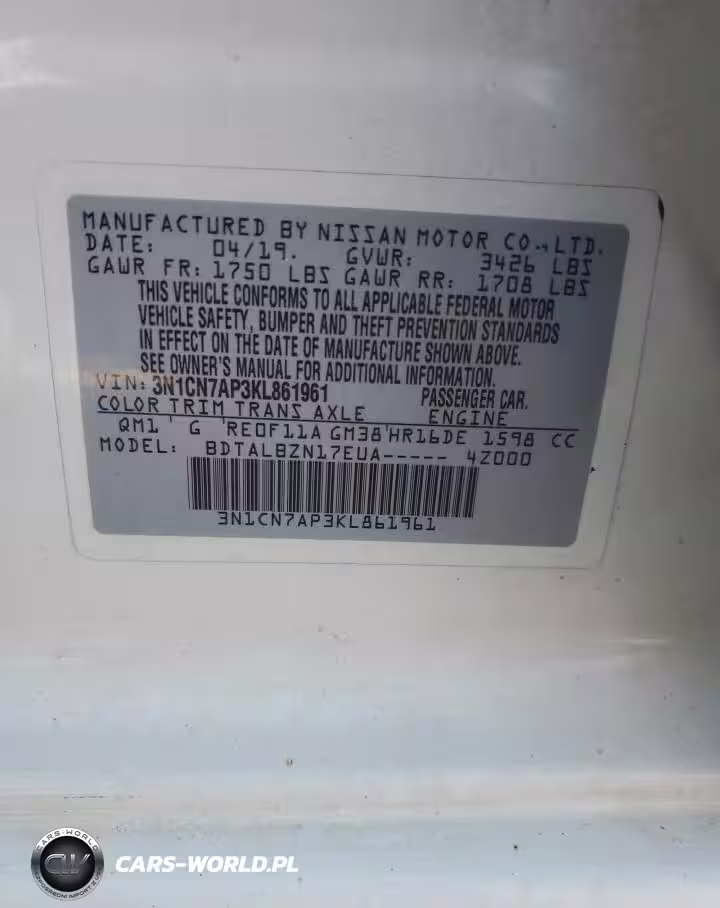 MANUFACTURED BY NISSAN MOTOR CO., LTD.
DATE: 04/19. GVWR: 3426 LBS
GAWR FR: 1750 LBS GAWR RR: 1708 LBS
THIS VEHICLE CONFORMS TO ALL APPLICABLE FEDERAL MOTOR
VEHICLE SAFETY, BUMPER AND THEFT PREVENTION STANDARDS
IN EFFECT ON THE DATE OF MANUFACTURE SHOWN ABOVE.
SEE OWNER'S MANUAL FOR ADDITIONAL INFORMATION.
VIN: 3N1CN7AP3KL861961 PASSENGER CAR.
COLOR TRIM TRANS AXLE ENGINE
QM1 G RE0F11A GM38 HR16DE 1598 CC
MODEL: BDTALBZN17EUA----- 4Z000
3N1CN7AP3KL861961
CARS-WORLD
CW
CARS-WORLD.PL